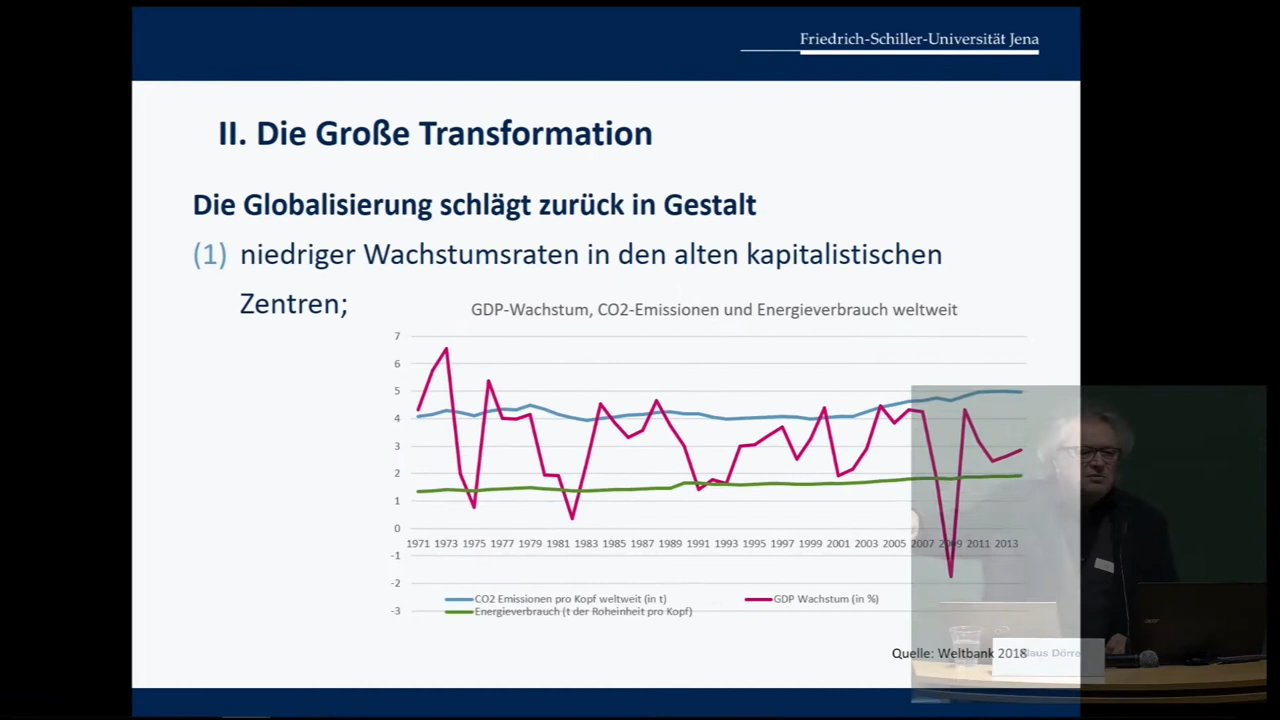 Friedrich-Schiller-Universität Jena
II. Die Große Transformation
Die Globalisierung schlägt zurück in Gestalt
(1) niedriger Wachstumsraten in den alten kapitalistischen
Zentren;
GDP-Wachstum, CO2-Emissionen und Energieverbrauch weltweit
7
6
5
4
3
2
1
0
1971 1973 1975 1977 1979 1981 1983 1985 1987 1989 1991 1993 1995 1997 1999 2001 2003 2005 2007 2009 2011 2013
-1
-2
-3
CO2 Emissionen pro Kopf weltweit (in t)
GDP Wachstum (in %)
Energieverbrauch (t der Roheinheit pro Kopf)
Quelle: Weltbank 2018
Klaus Dörre
acer